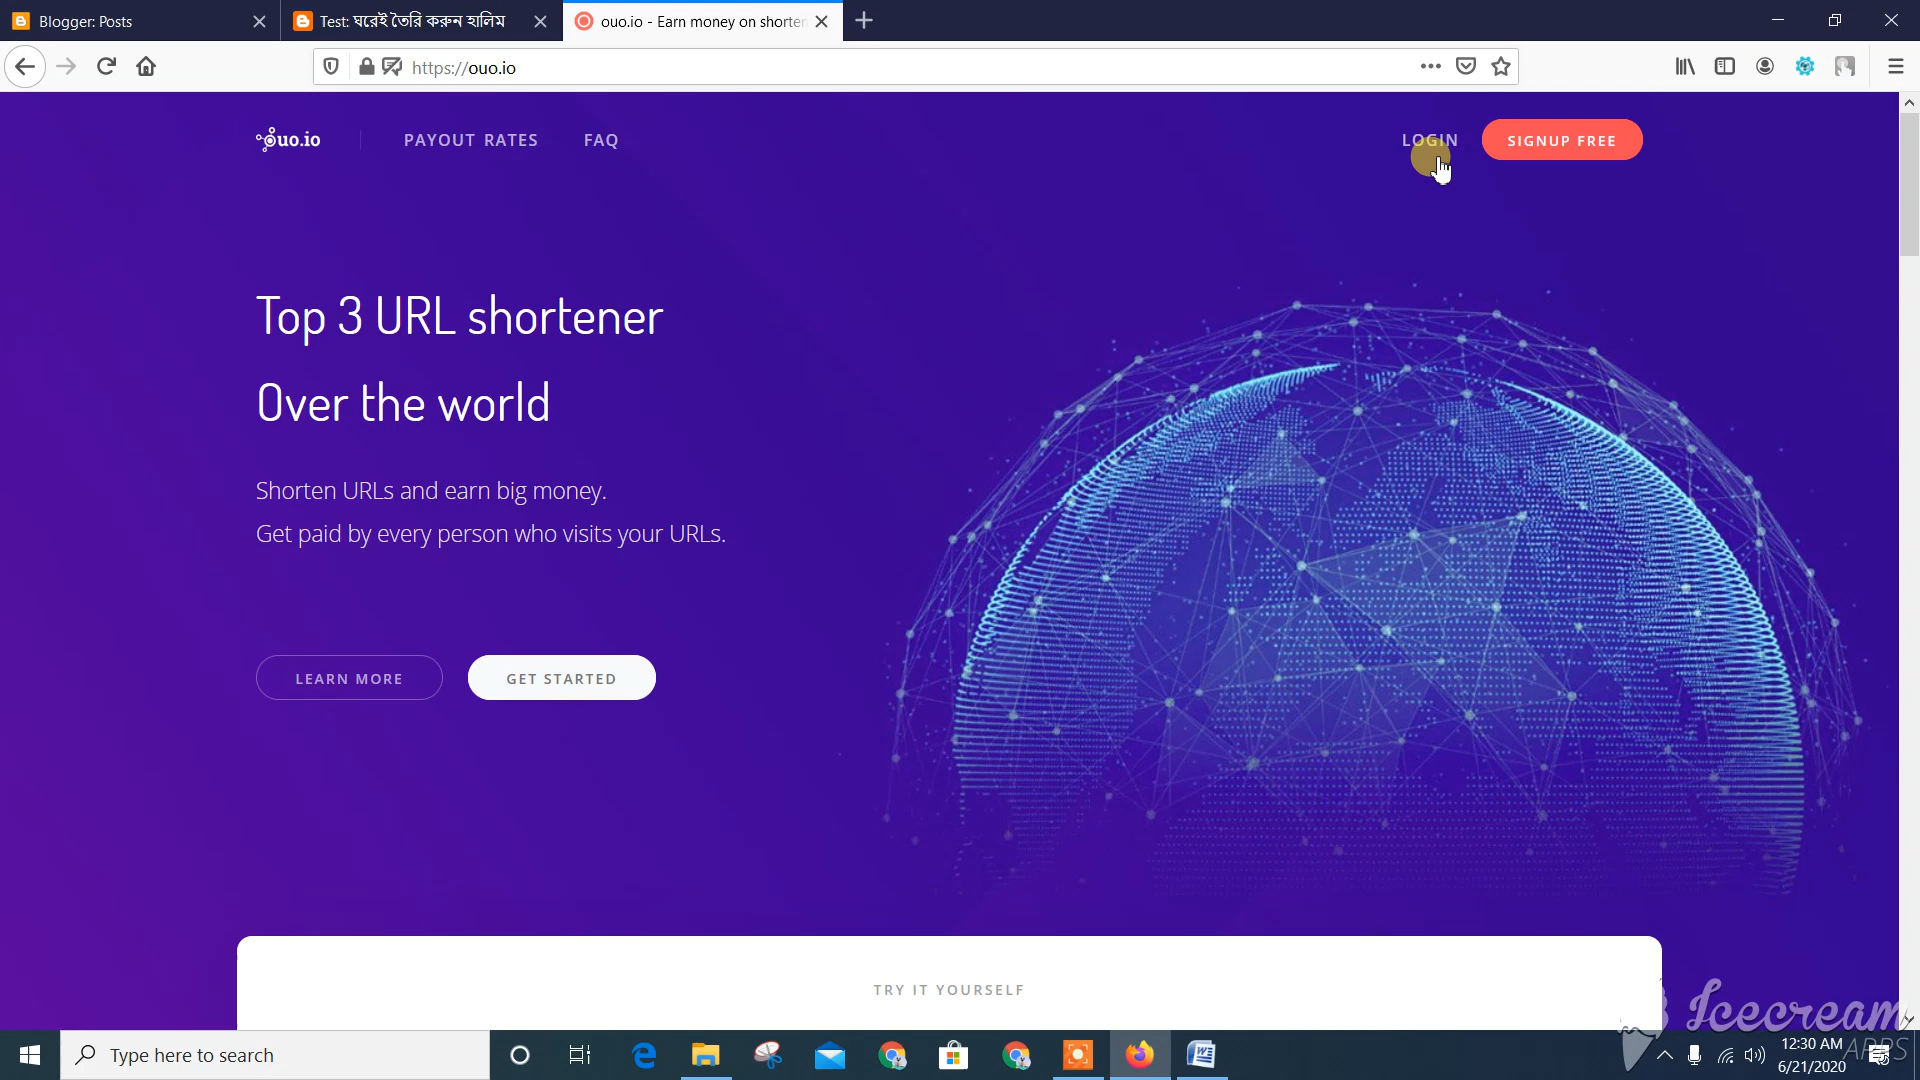 Blogger: Posts
Test: ঘরেই তৈরি করুন হালিম
ouo.io - Earn money on shorten
https://ouo.io
ouo.io
PAYOUT RATES
FAQ
LOGIN
SIGNUP FREE
Top 3 URL shortener
Over the world
Shorten URLs and earn big money.
Get paid by every person who visits your URLs.
LEARN MORE
GET STARTED
TRY IT YOURSELF
Icecream
APPS
Type here to search
12:30 AM
6/21/2020